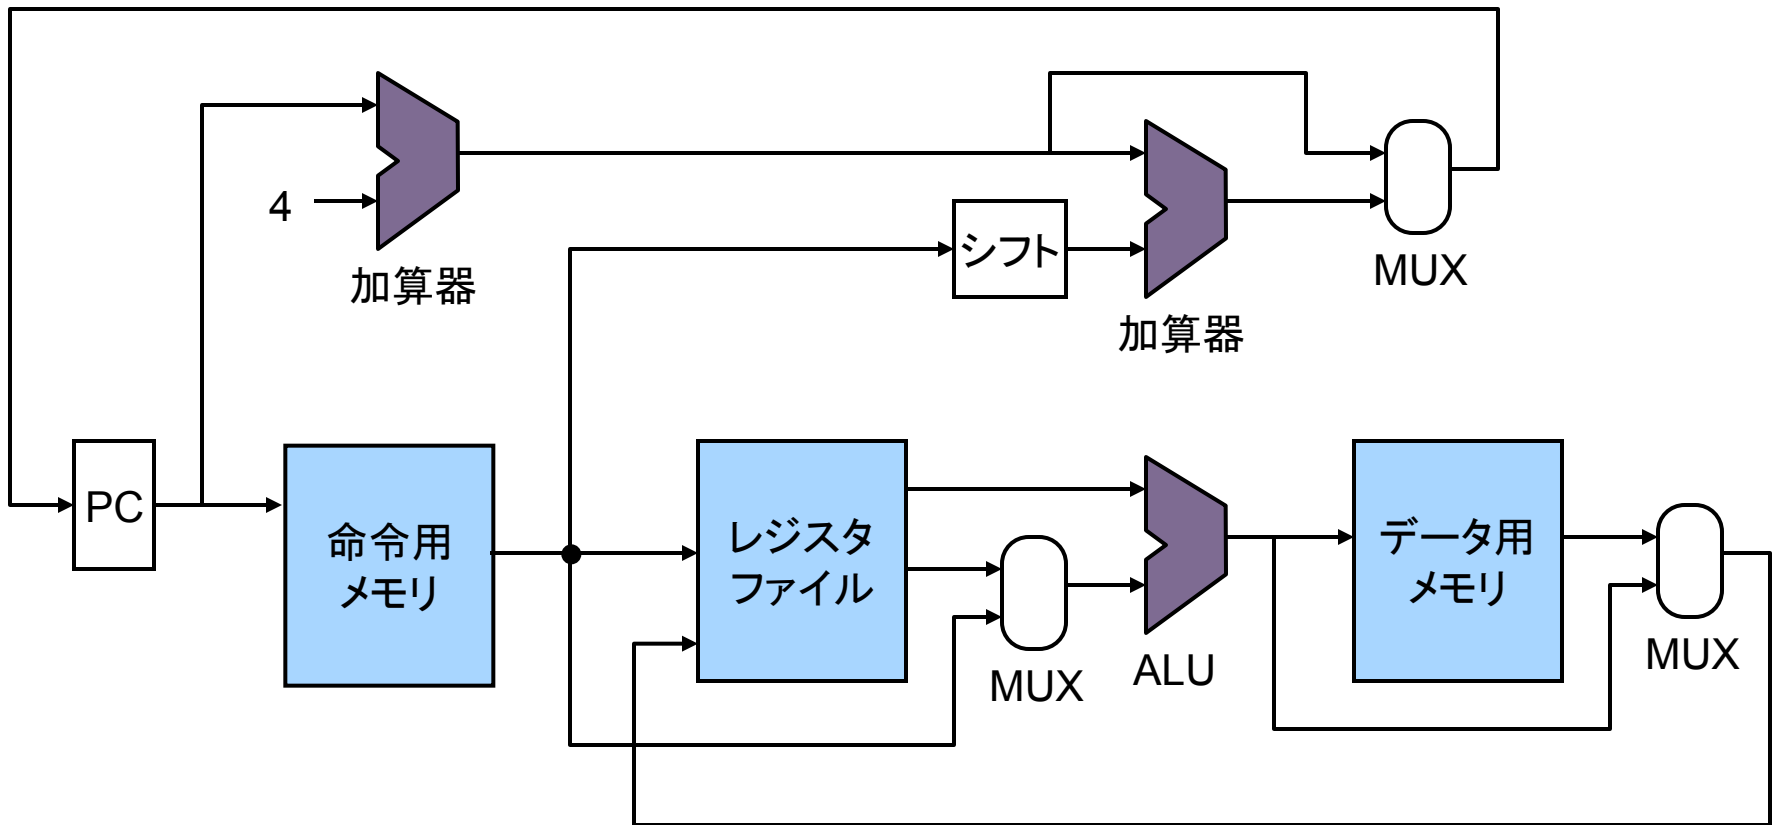 4
加算器
シフト
MUX
加算器
PC
命令用
メモリ
レジスタ
ファイル
MUX
ALU
データ用
メモリ
MUX